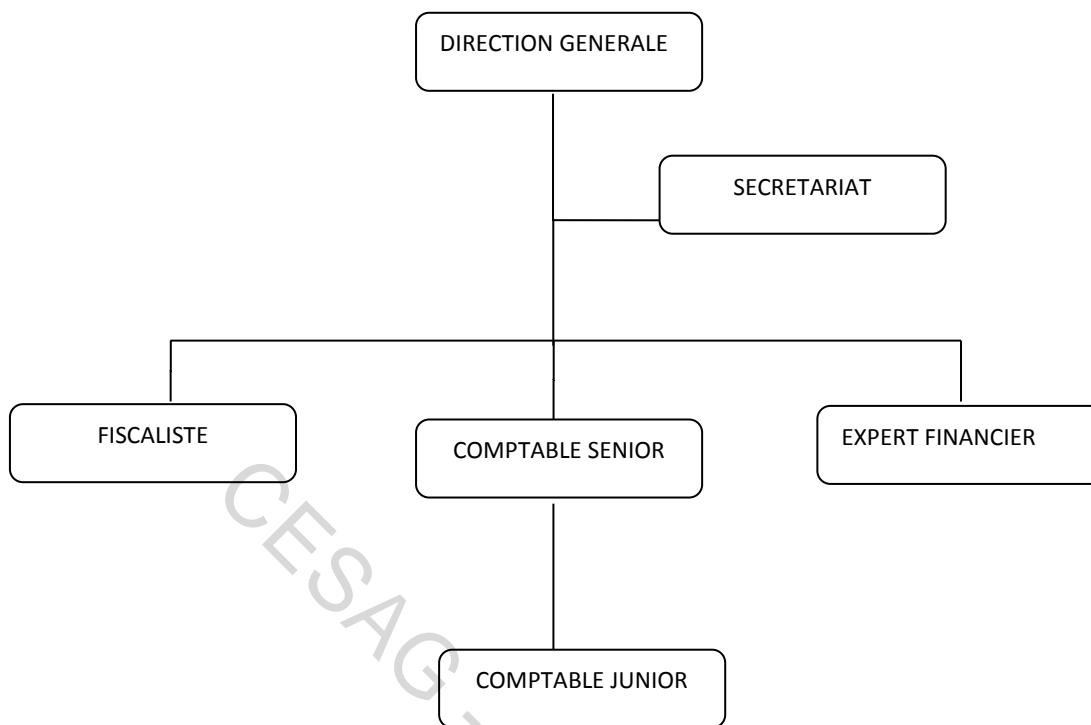 DIRECTION GENERALE
SECRETARIAT
FISCALISTE
COMPTABLE SENIOR
EXPERT FINANCIER
CESAG -
COMPTABLE JUNIOR